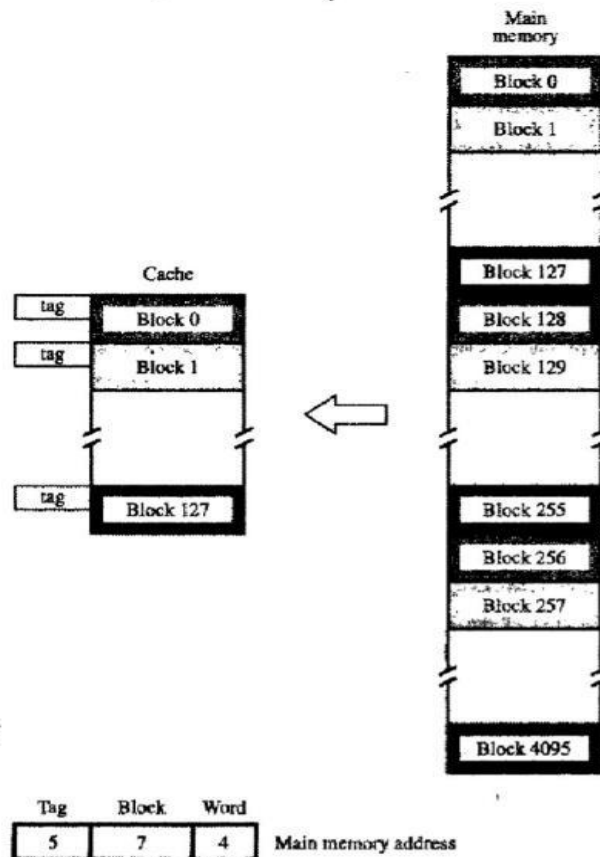 Main
memory
Block 0
Block 1
Block 127
Block 128
Block 129
Block 255
Block 256
Block 257
Block 4095
Cache
tag
Block 0
tag
Block 1
tag
Block 127
Tag Block Word
5 7 4 Main memory address